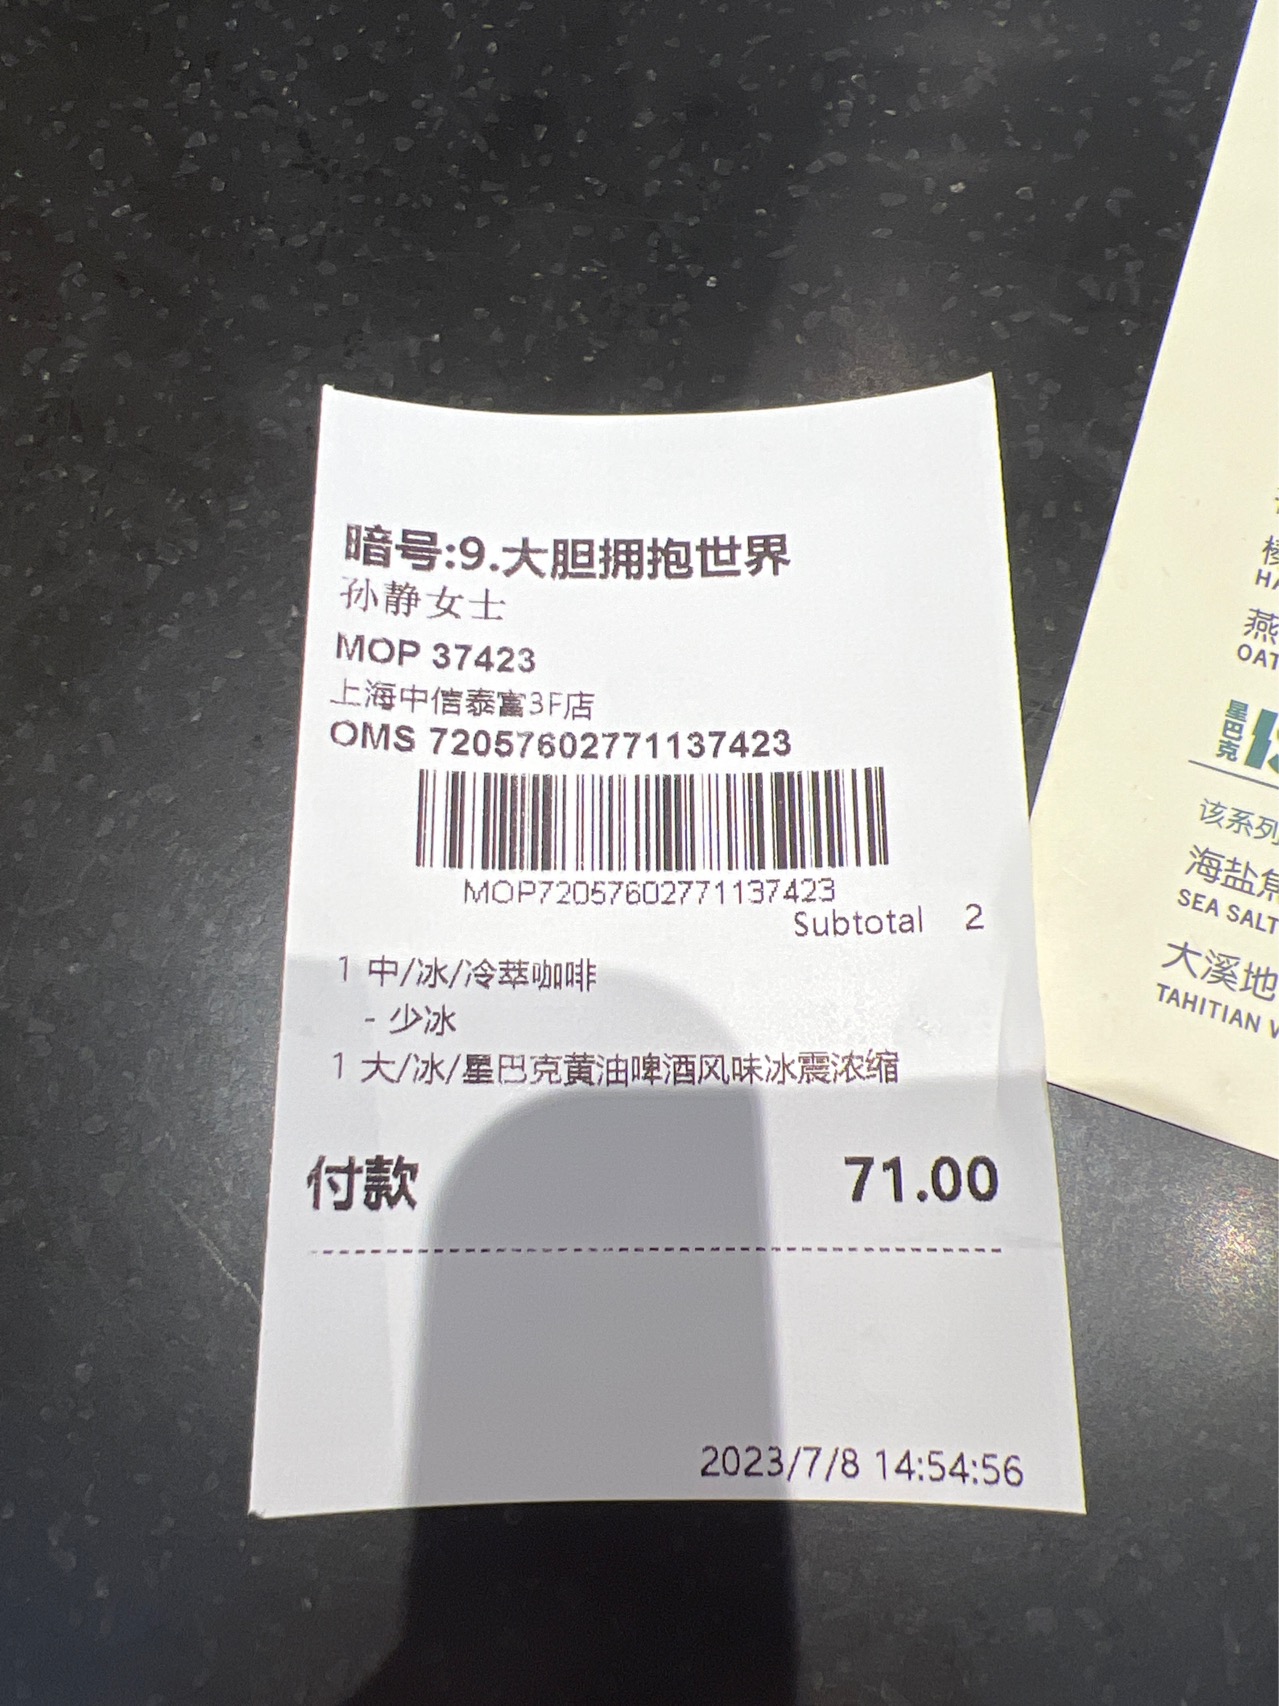 暗号:9.大胆拥抱世界
孙静女士
MOP 37423
上海中信泰富3F店
OMS 72057602771137423
MOP72057602771137423
Subtotal 2
1 中/冰/冷萃咖啡
- 少冰
1 大/冰/星巴克黄油啤酒风味冰震浓缩
付款 71.00
2023/7/8 14:54:56
燕
OAT
星巴克
该系列
海盐焦
SEA SALT
大溪地
TAHITIAN V